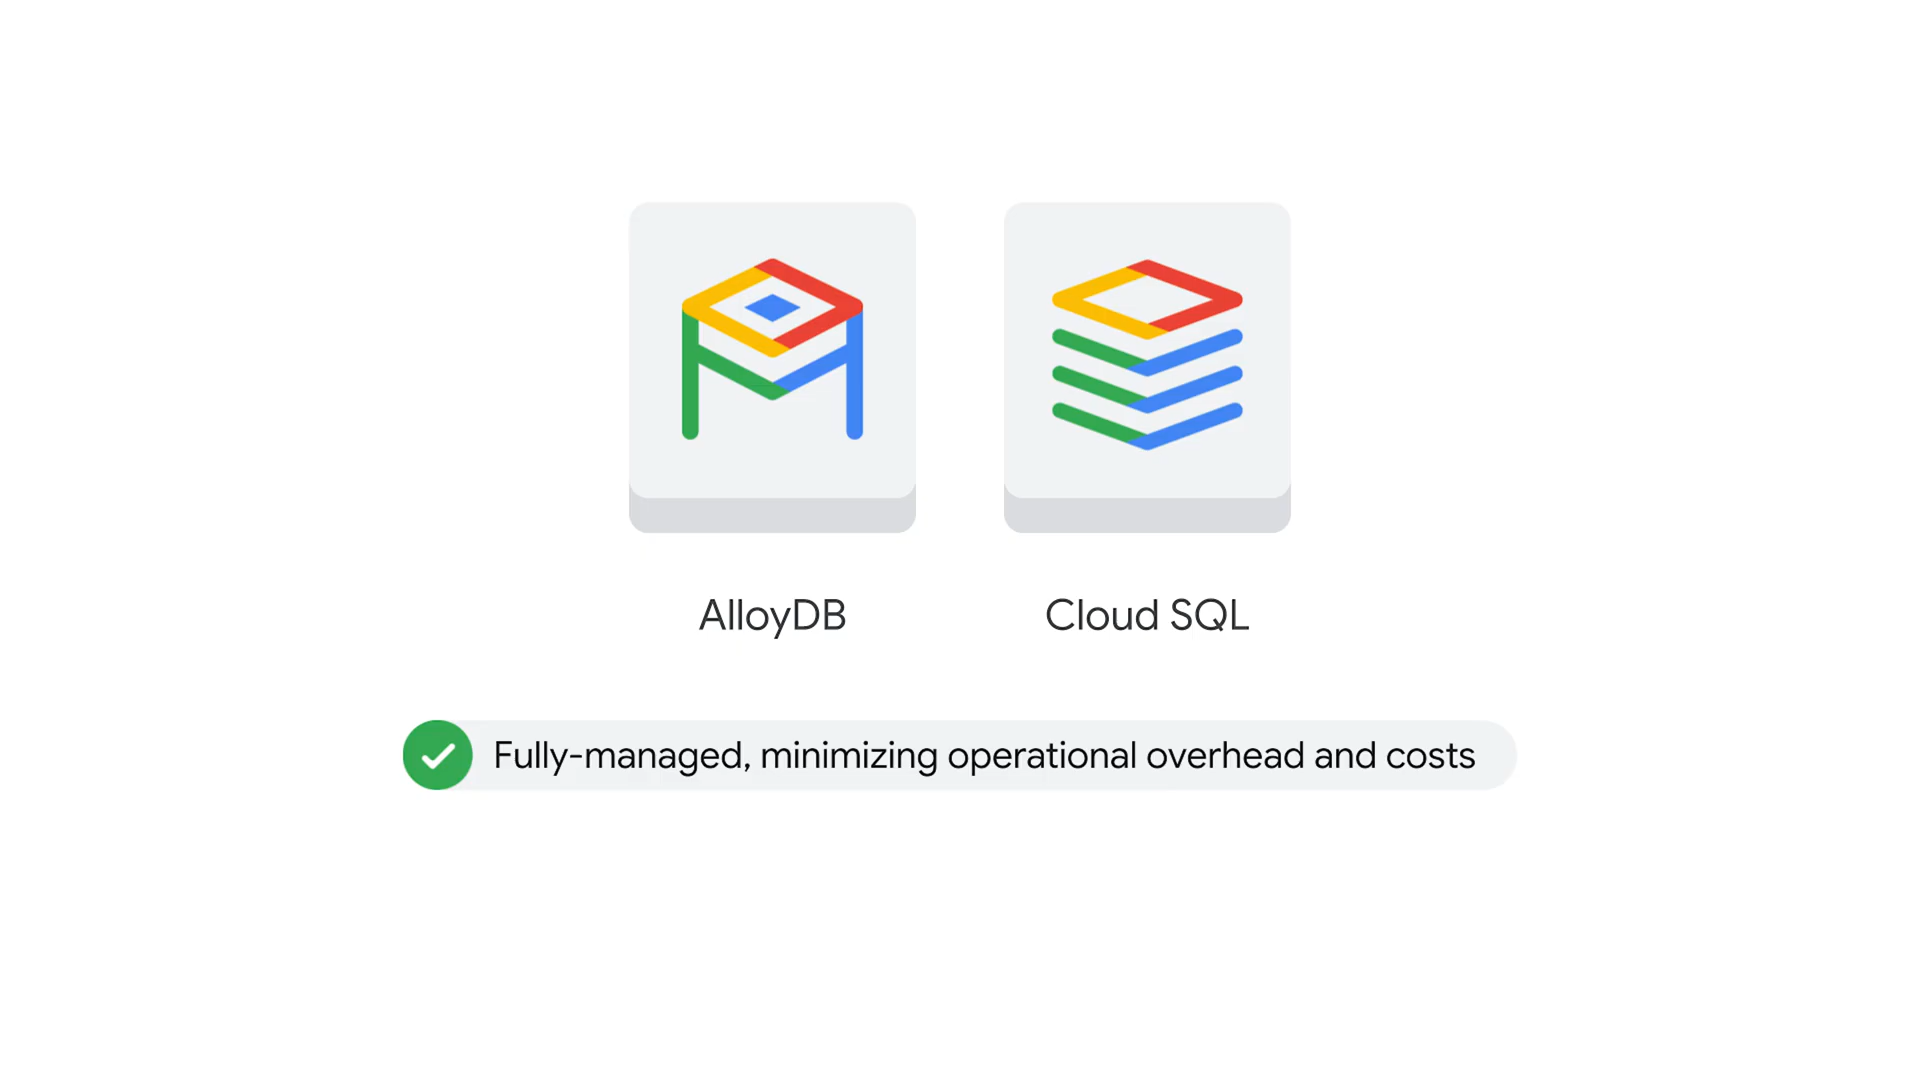 AlloyDB
Cloud SQL
Fully-managed, minimizing operational overhead and costs